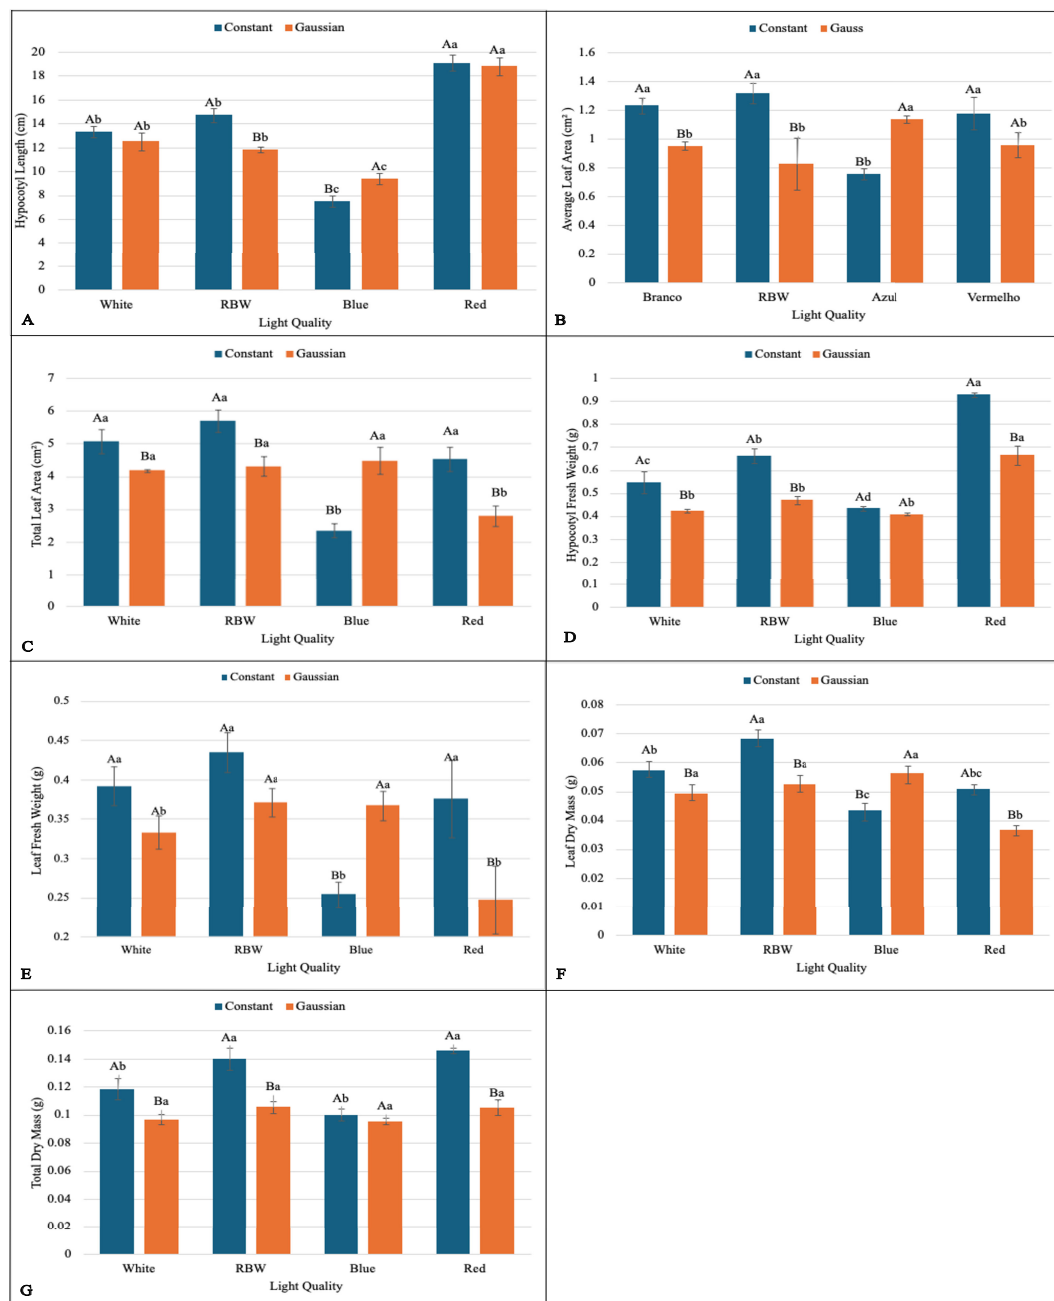 Constant Gaussian
Hypocotyl Length (cm)
20
18
16
14
12
10
8
6
4
2
0
Ab Ab Ab Bb Bc Ac Aa Aa
White RBW Blue Red
Light Quality
A
Constant Gauss
Average Leaf Area (cm²)
1.6
1.4
1.2
1
0.8
0.6
0.4
0.2
0
Aa Bb Aa Bb Bb Aa Aa Ab
Branco RBW Azul Vermelho
Light Quality
B
Constant Gaussian
Total Leaf Area (cm²)
7
6
5
4
3
2
1
0
Aa Ba Aa Ba Bb Aa Aa Bb
White RBW Blue Red
Light Quality
C
Constant Gaussian
Hypocotyl Fresh Weight (g)
1
0.9
0.8
0.7
0.6
0.5
0.4
0.3
0.2
0.1
0
Ac Bb Ab Bb Ad Ab Aa Ba
White RBW Blue Red
Light Quality
D
Constant Gaussian
Leaf Fresh Weight (g)
0.5
0.45
0.4
0.35
0.3
0.25
0.2
Aa Ab Aa Aa Bb Aa Aa Bb
White RBW Blue Red
Light Quality
E
Constant Gaussian
Leaf Dry Mass (g)
0.08
0.07
0.06
0.05
0.04
0.03
0.02
0.01
0
Ab Ba Aa Ba Bc Aa Abc Bb
White RBW Blue Red
Light Quality
F
Constant Gaussian
Total Dry Mass (g)
0.16
0.14
0.12
0.1
0.08
0.06
0.04
0.02
0
Ab Ba Aa Ba Ab Aa Aa Ba
White RBW Blue Red
Light Quality
G